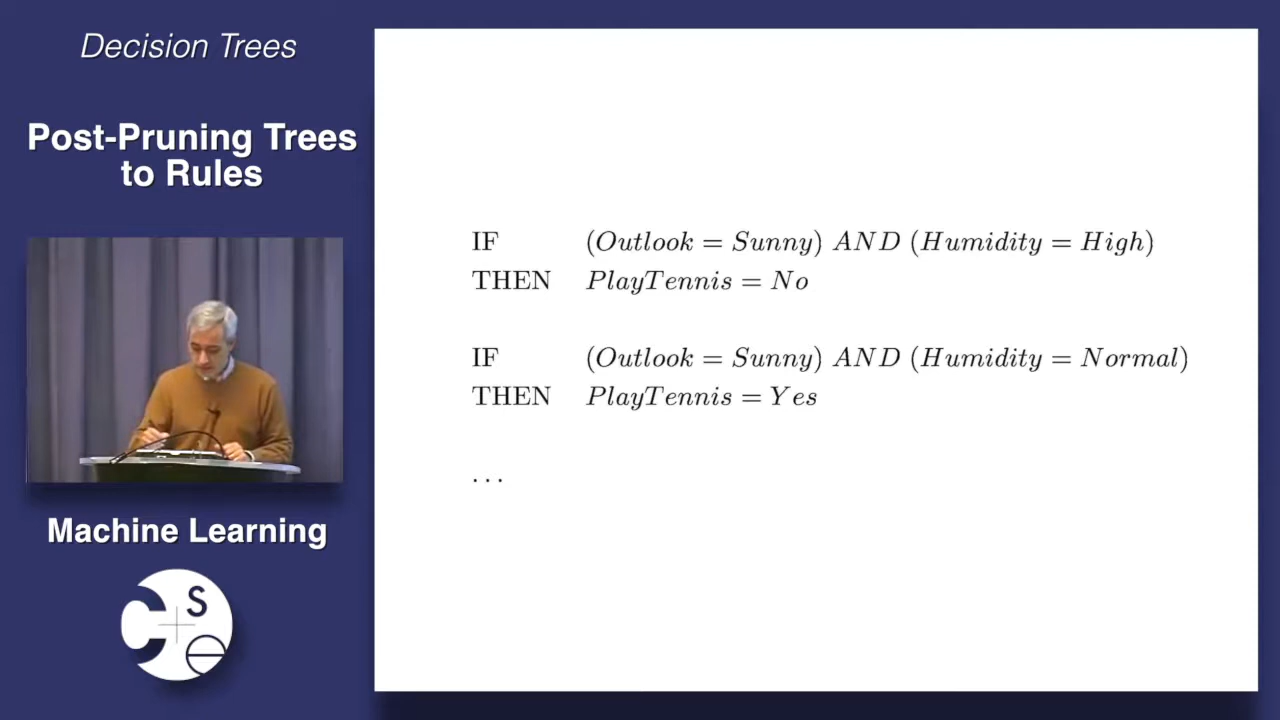 Decision Trees
Post-Pruning Trees
to Rules
Machine Learning
C S e
IF (Outlook = Sunny) AND (Humidity = High)
THEN PlayTennis = No
IF (Outlook = Sunny) AND (Humidity = Normal)
THEN PlayTennis = Yes
...